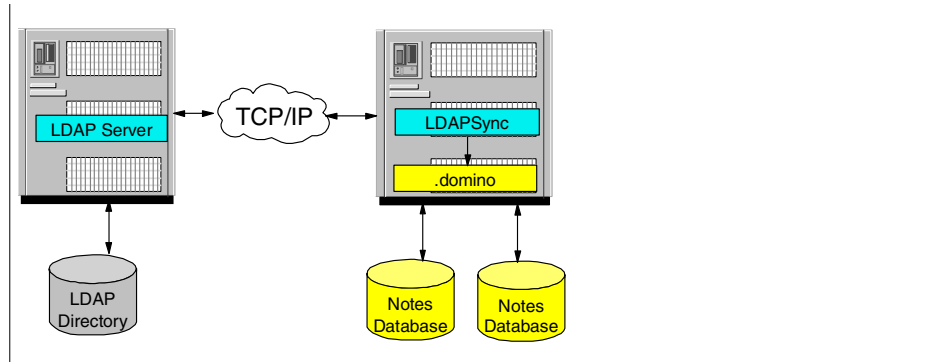 LDAP Server
TCP/IP
LDAPSync
.domino
LDAP
Directory
Notes
Database
Notes
Database